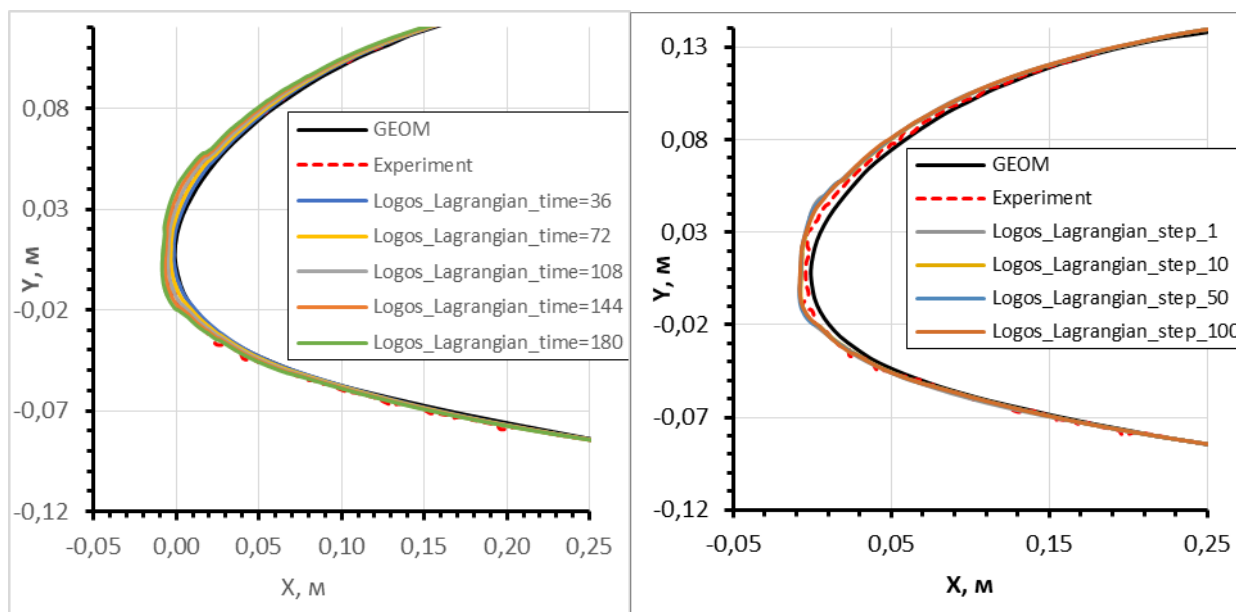 0,08
0,03
-0,02
-0,07
-0,12
Y, м
-0,05
0,00
0,05
0,10
0,15
0,20
0,25
X, м
GEOM
Experiment
Logos_Lagrangian_time=36
Logos_Lagrangian_time=72
Logos_Lagrangian_time=108
Logos_Lagrangian_time=144
Logos_Lagrangian_time=180
0,13
0,08
0,03
-0,02
-0,07
-0,12
Y, м
-0,05
0,05
0,15
0,25
X, м
GEOM
Experiment
Logos_Lagrangian_step_1
Logos_Lagrangian_step_10
Logos_Lagrangian_step_50
Logos_Lagrangian_step_100